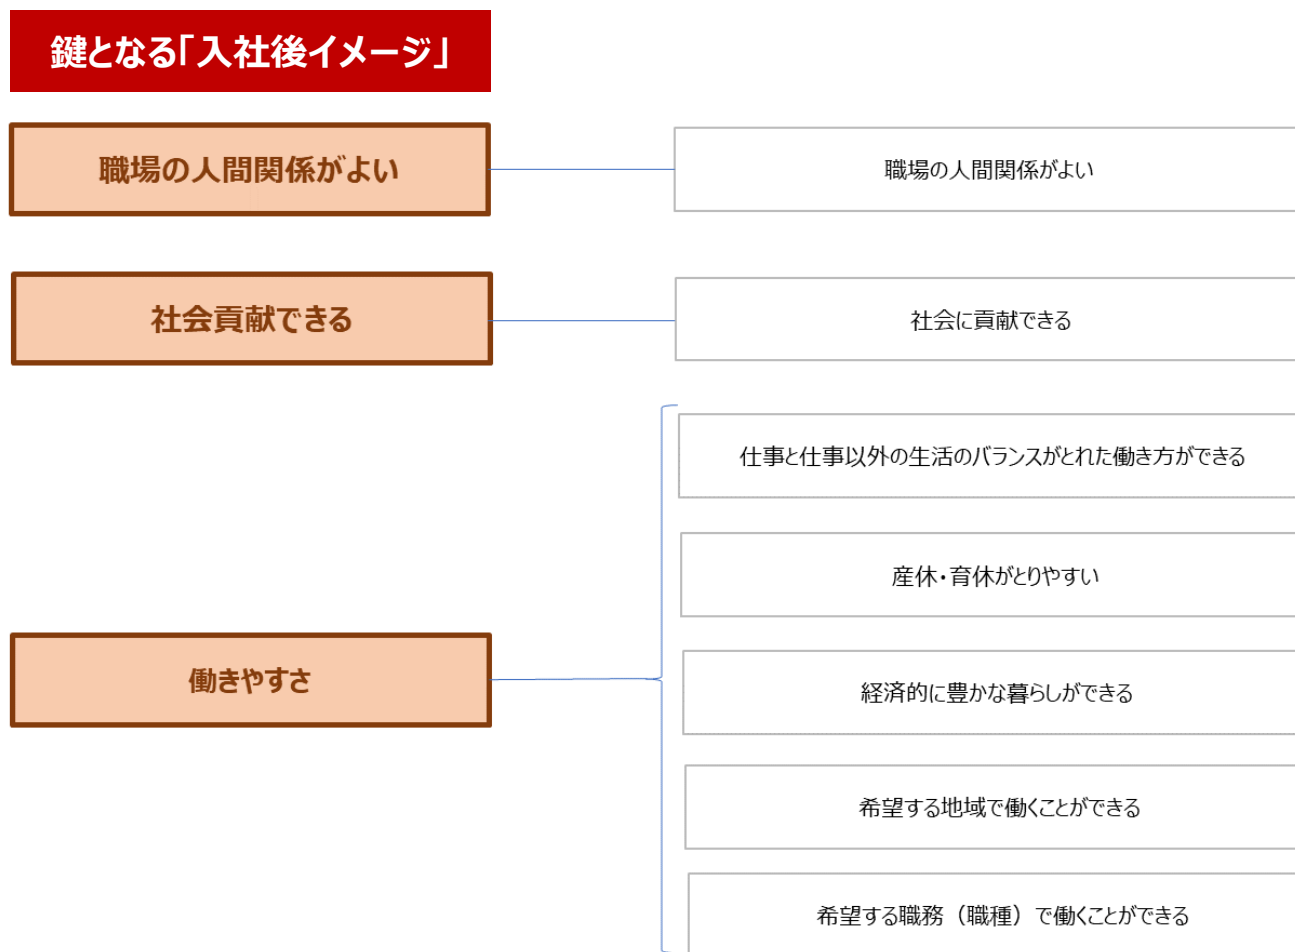 鍵となる「入社後イメージ」
職場の人間関係がよい
職場の人間関係がよい
社会貢献できる
社会に貢献できる
仕事と仕事以外の生活のバランスがとれた働き方ができる
産休・育休がとりやすい
働きやすさ
経済的に豊かな暮らしができる
希望する地域で働くことができる
希望する職務（職種）で働くことができる